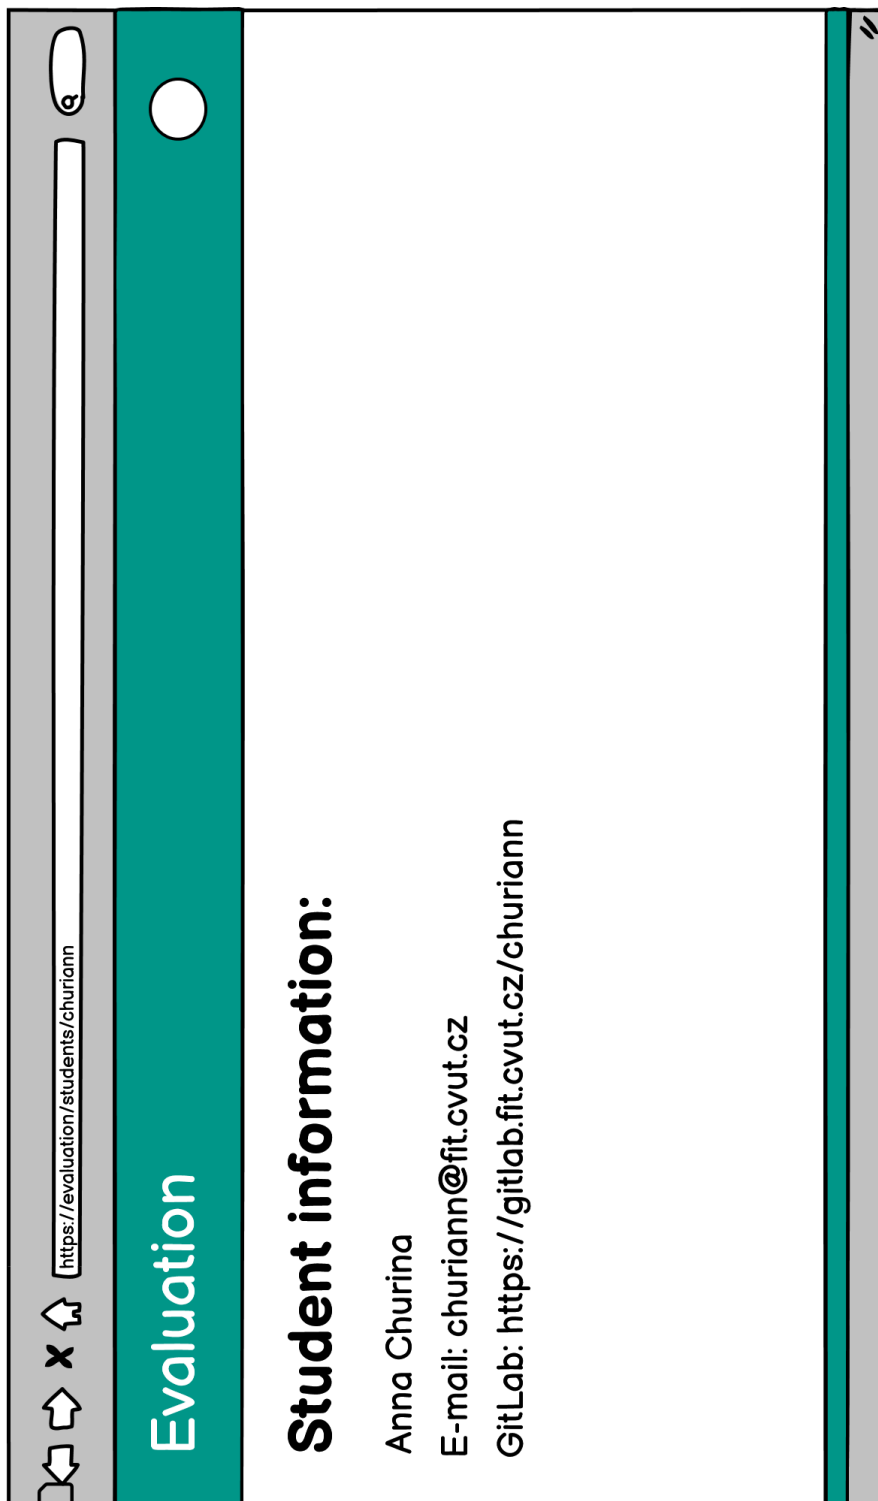 https://evaluation/students/churiann
Evaluation
Student information:
Anna Churina
E-mail: churiann@fit.cvut.cz
GitLab: https://gitlab.fit.cvut.cz/churiann